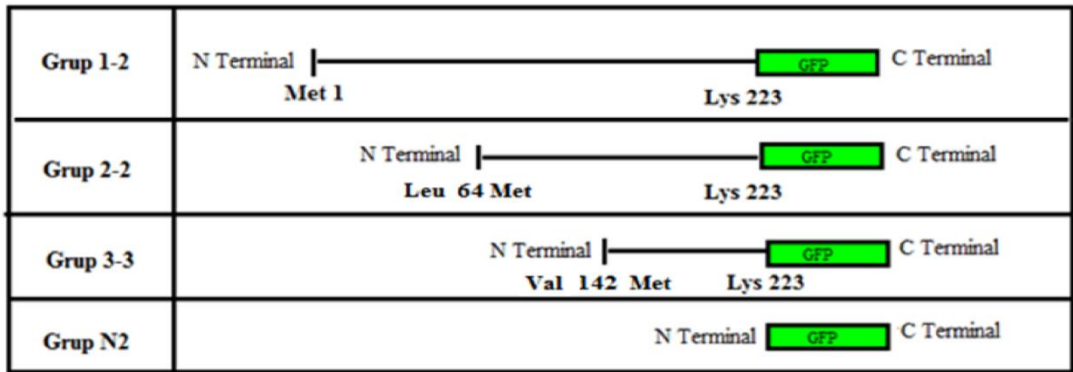 Grup 1-2
N Terminal GFP C Terminal
Met 1 Lys 223
Grup 2-2
N Terminal GFP C Terminal
Leu 64 Met Lys 223
Grup 3-3
N Terminal GFP C Terminal
Val 142 Met Lys 223
Grup N2
N Terminal GFP C Terminal